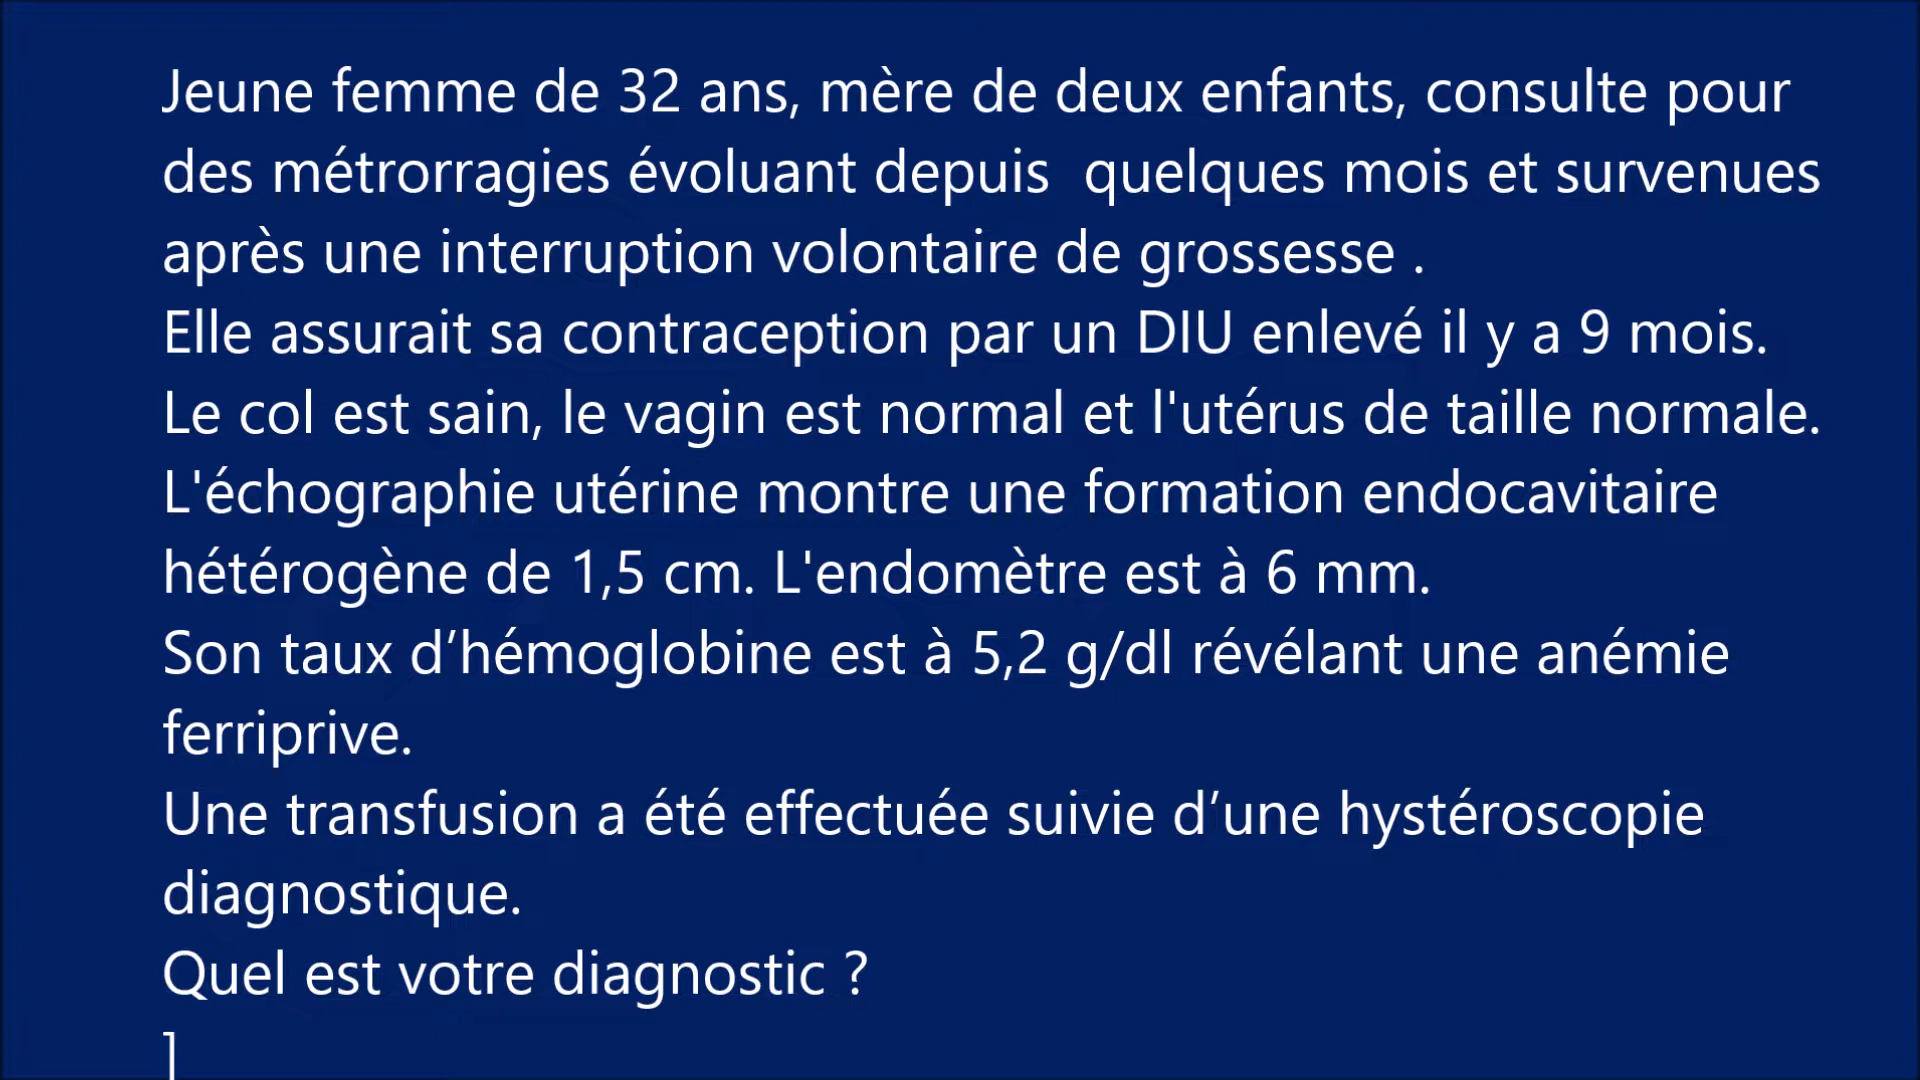 Jeune femme de 32 ans, mère de deux enfants, consulte pour
des métrorragies évoluant depuis  quelques mois et survenues
après une interruption volontaire de grossesse .
Elle assurait sa contraception par un DIU enlevé il y a 9 mois.
Le col est sain, le vagin est normal et l'utérus de taille normale.
L'échographie utérine montre une formation endocavitaire
hétérogène de 1,5 cm. L'endomètre est à 6 mm.
Son taux d’hémoglobine est à 5,2 g/dl révélant une anémie
ferriprive.
Une transfusion a été effectuée suivie d’une hystéroscopie
diagnostique.
Quel est votre diagnostic ?
]